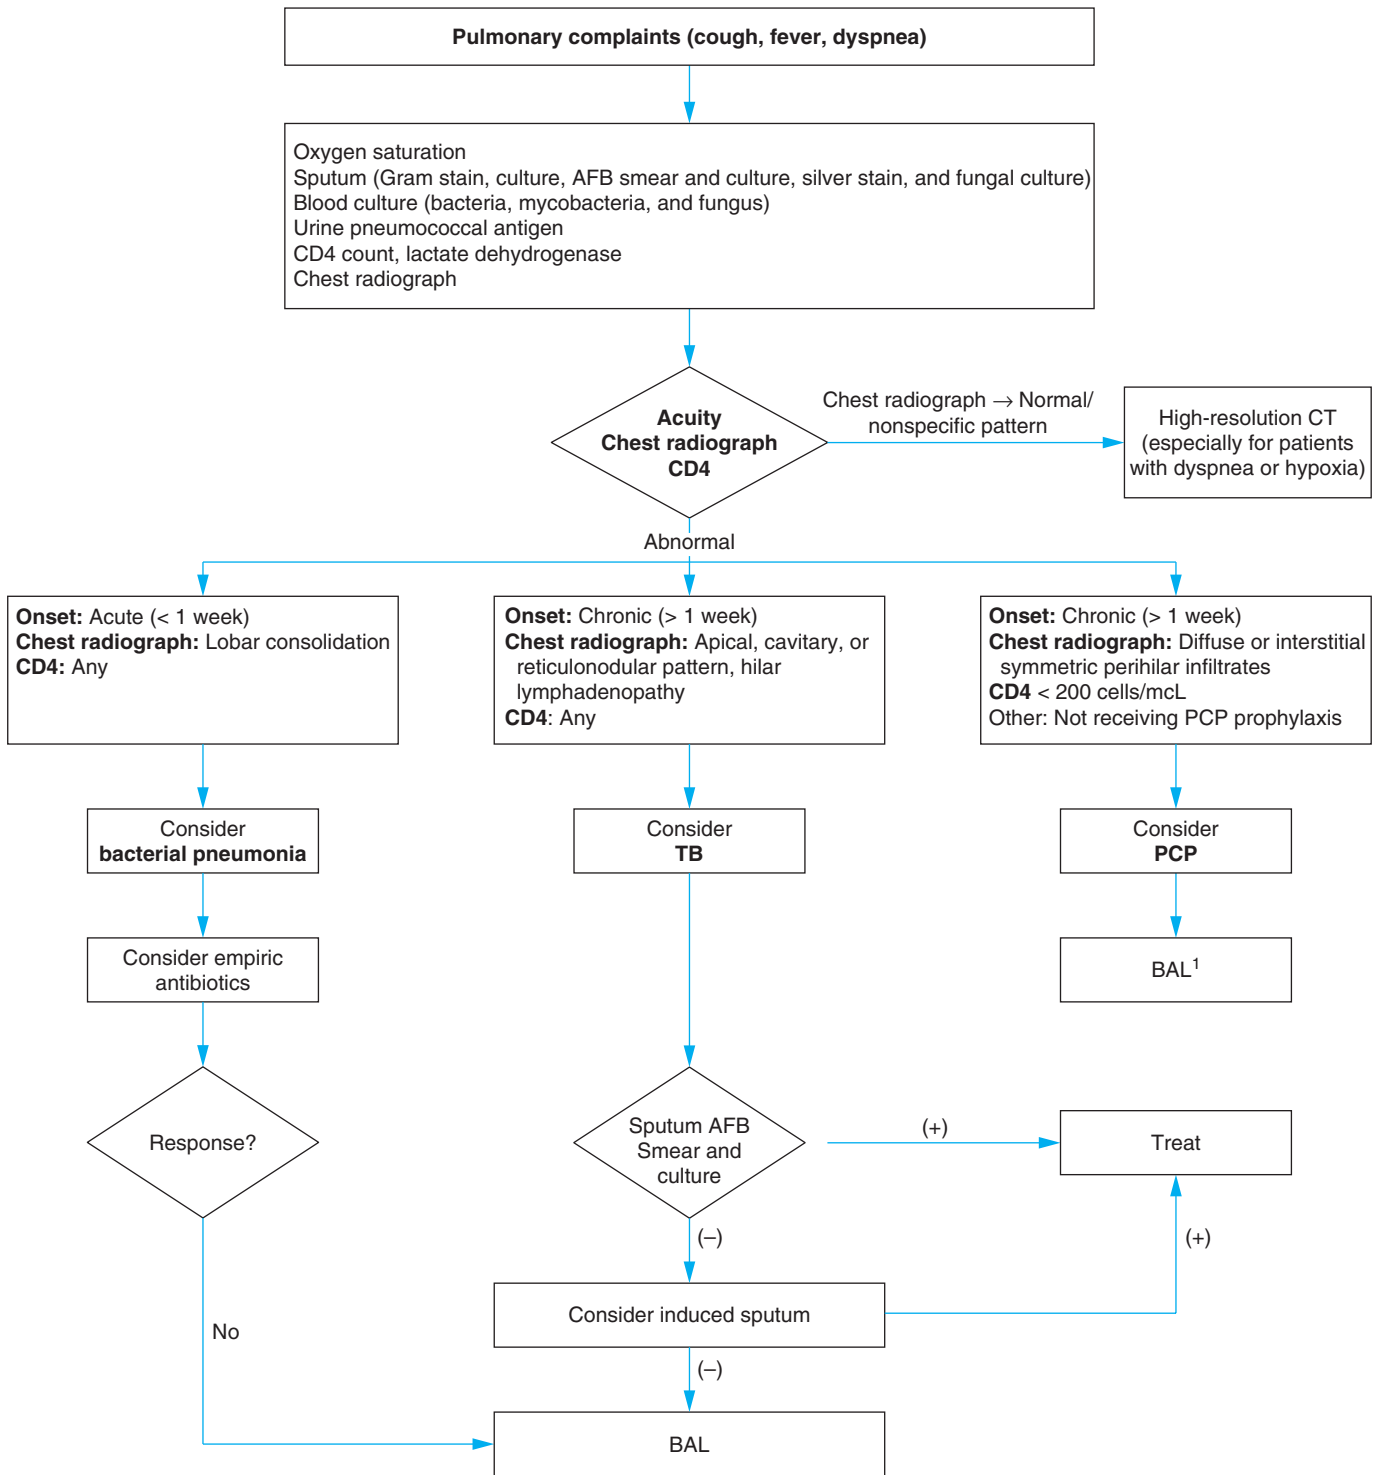 Pulmonary complaints (cough, fever, dyspnea)
Oxygen saturation
Sputum (Gram stain, culture, AFB smear and culture, silver stain, and fungal culture)
Blood culture (bacteria, mycobacteria, and fungus)
Urine pneumococcal antigen
CD4 count, lactate dehydrogenase
Chest radiograph
Acuity
Chest radiograph
CD4
Chest radiograph → Normal/
nonspecific pattern
High-resolution CT
(especially for patients
with dyspnea or hypoxia)
Abnormal
Onset: Acute (< 1 week)
Chest radiograph: Lobar consolidation
CD4: Any
Onset: Chronic (> 1 week)
Chest radiograph: Apical, cavitary, or
reticulonodular pattern, hilar
lymphadenopathy
CD4: Any
Onset: Chronic (> 1 week)
Chest radiograph: Diffuse or interstitial
symmetric perihilar infiltrates
CD4 < 200 cells/mcL
Other: Not receiving PCP prophylaxis
Consider
bacterial pneumonia
Consider
TB
Consider
PCP
Consider empiric
antibiotics
BAL1
Response?
Sputum AFB
Smear and
culture
(+)
Treat
(–)
(+)
Consider induced sputum
No
(–)
BAL